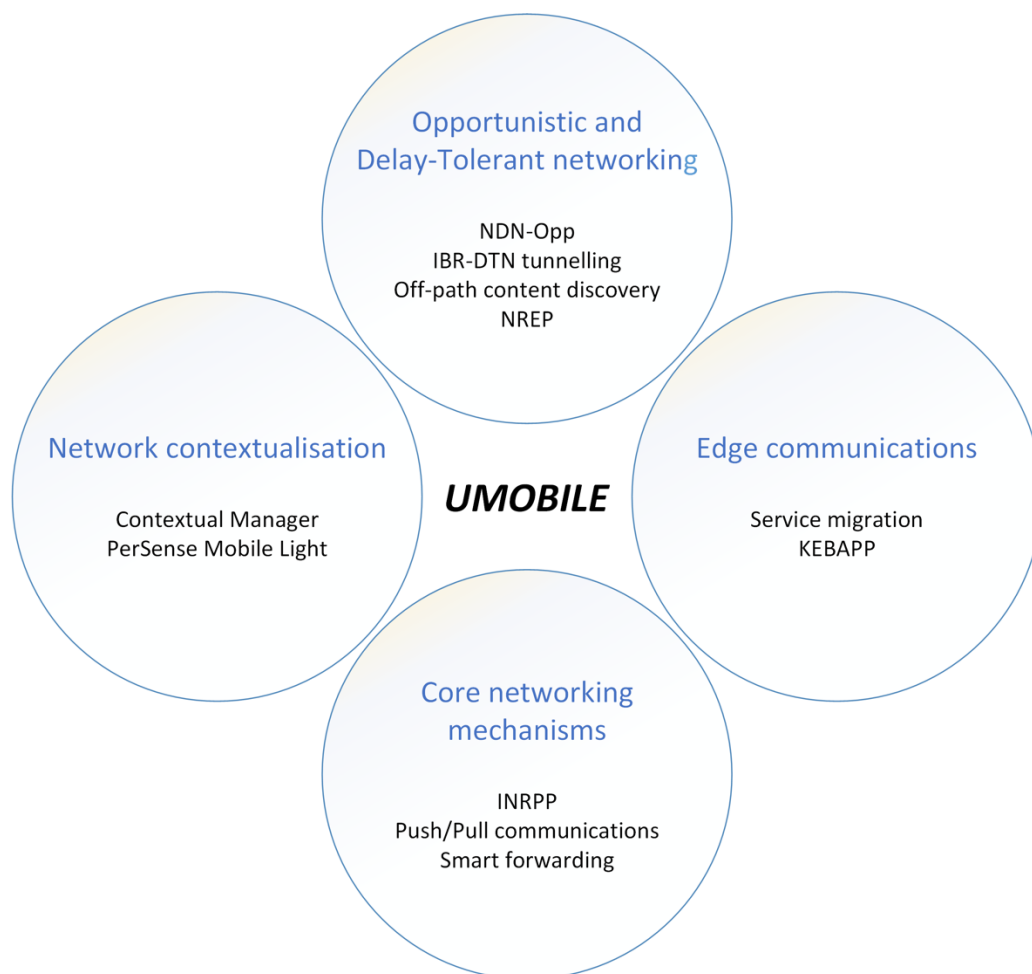 Opportunistic and
Delay-Tolerant networking
NDN-Opp
IBR-DTN tunnelling
Off-path content discovery
NREP
Network contextualisation
Contextual Manager
PerSense Mobile Light
UMOBILE
Edge communications
Service migration
KEBAPP
Core networking
mechanisms
INRPP
Push/Pull communications
Smart forwarding